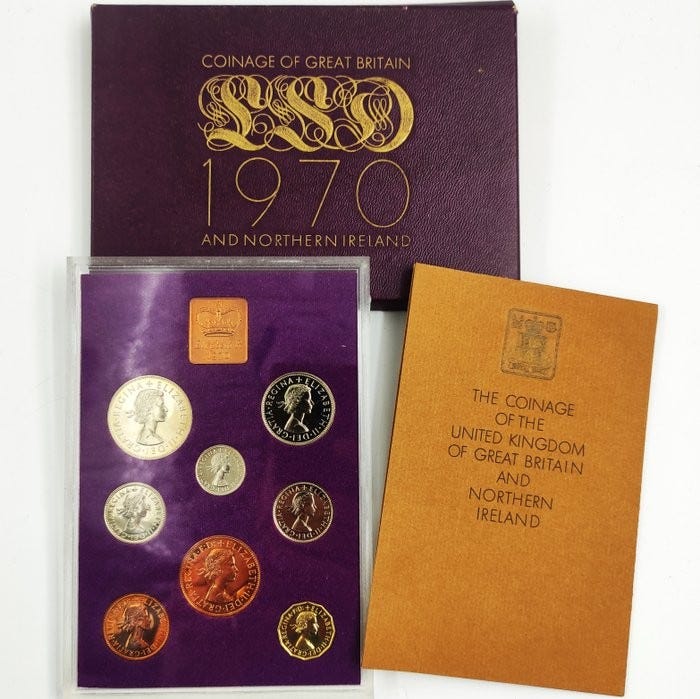 COINAGE OF GREAT BRITAIN
LSD
1970
AND NORTHERN IRELAND
THE COINAGE
OF THE
UNITED KINGDOM
OF GREAT BRITAIN
AND
NORTHERN
IRELAND